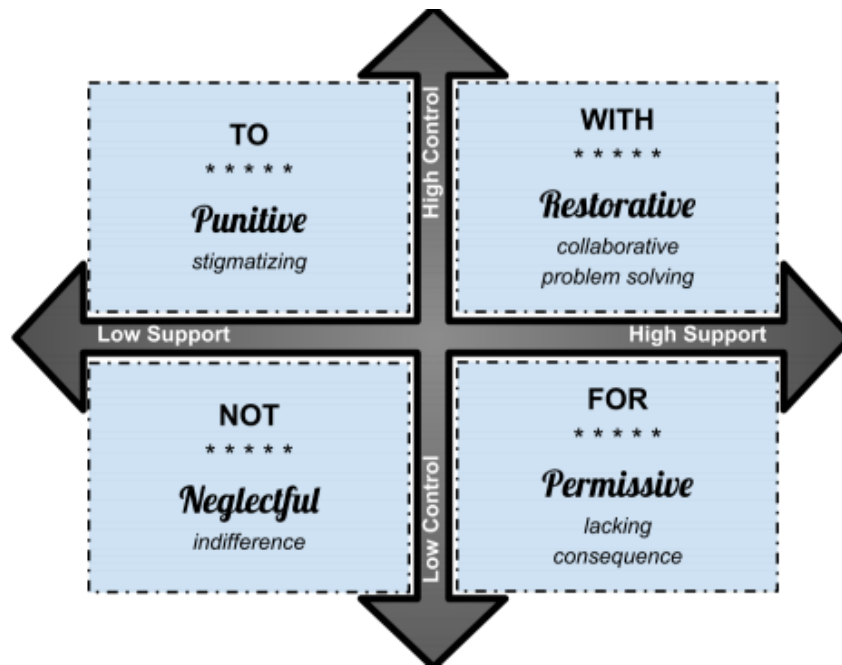 High Control
TO
* * * * *
Punitive
stigmatizing
WITH
* * * * *
Restorative
collaborative
problem solving
Low Support
High Support
NOT
* * * * *
Neglectful
indifference
FOR
* * * * *
Permissive
lacking
consequence
Low Control